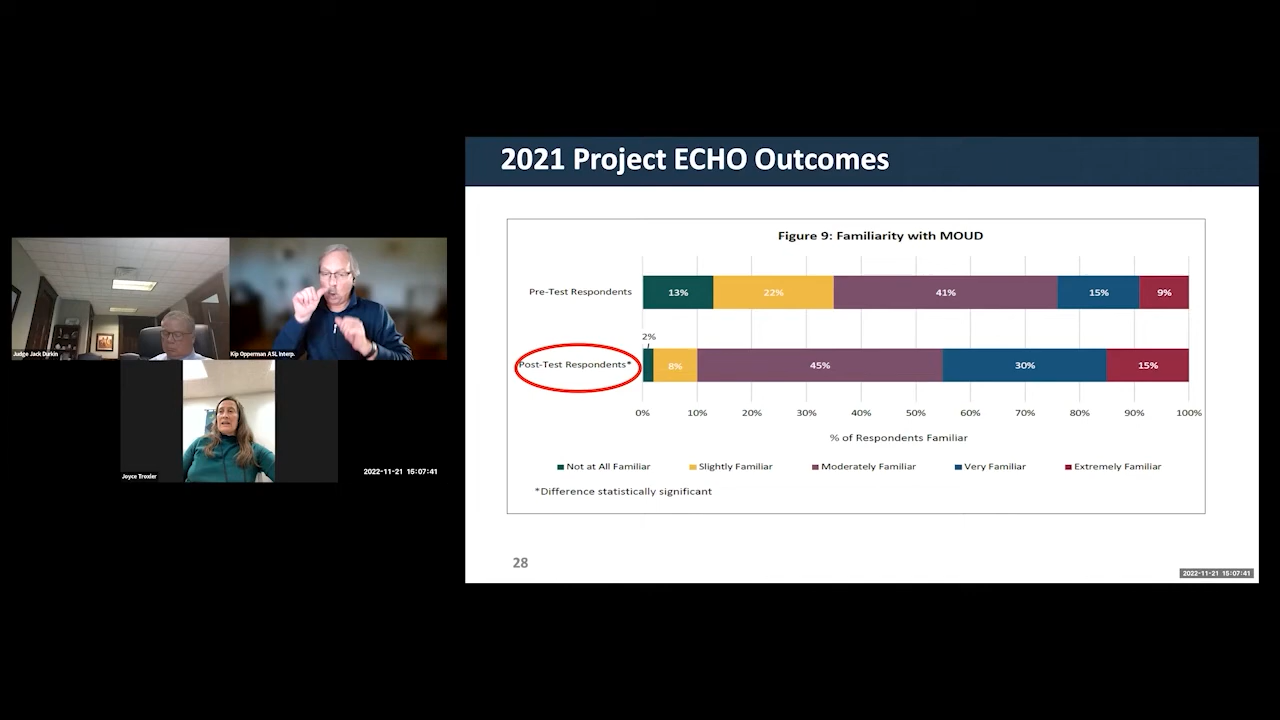 2021 Project ECHO Outcomes
Figure 9: Familiarity with MOUD
Pre-Test Respondents
13%
22%
41%
15%
9%
2%
Post-Test Respondents*
8%
45%
30%
15%
0% 10% 20% 30% 40% 50% 60% 70% 80% 90% 100%
% of Respondents Familiar
Not at All Familiar Slightly Familiar Moderately Familiar Very Familiar Extremely Familiar
*Difference statistically significant
28
2022-11-21 15:07:41
Judge Jack Durkin
Kip Opperman ASL Interp.
Joyce Troxler
2022-11-21 15:07:41